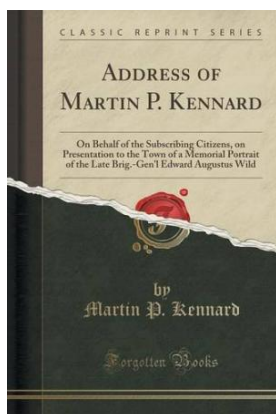 CLASSIC REPRINT SERIES
ADDRESS OF
MARTIN P. KENNARD
On Behalf of the Subscribing Citizens, on
Presentation to the Town of a Memorial Portrait
of the Late Brig.-Gen'l Edward Augustus Wild
by
Martin P. Kennard
Forgotten Books